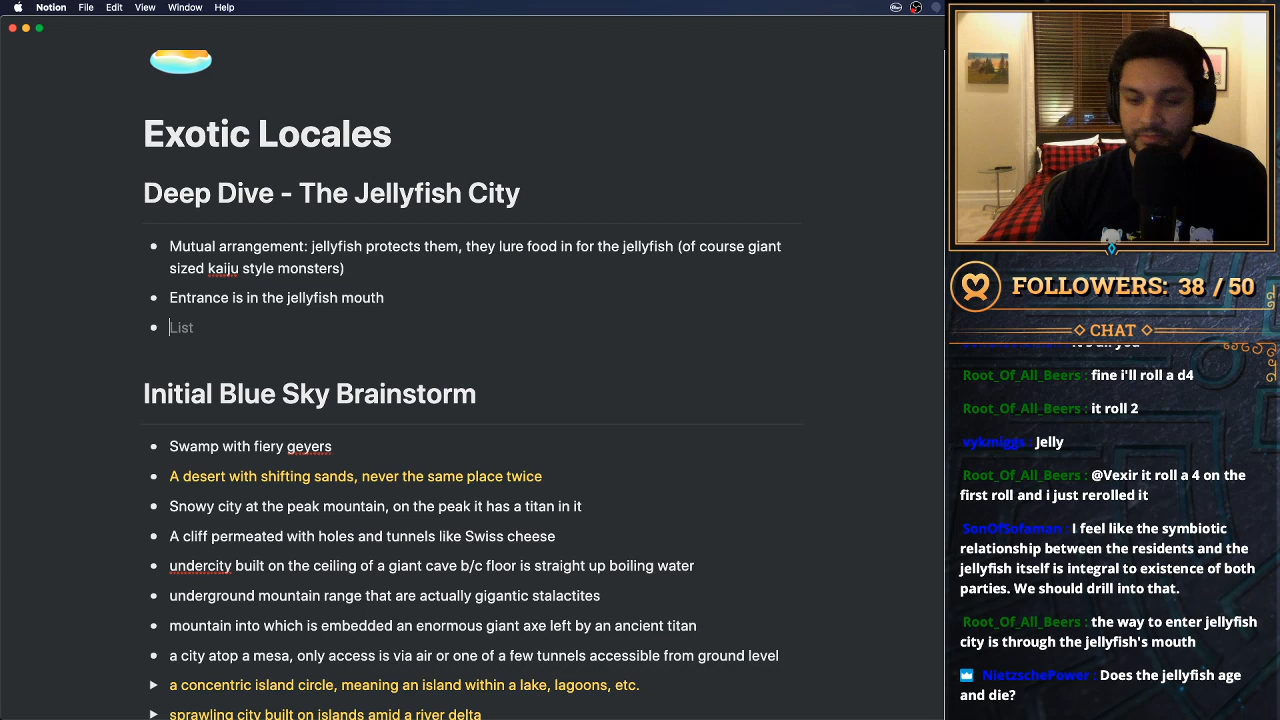 Notion File Edit View Window Help
Exotic Locales
Deep Dive - The Jellyfish City
Mutual arrangement: jellyfish protects them, they lure food in for the jellyfish (of course giant
sized kaiju style monsters)
Entrance is in the jellyfish mouth
List
Initial Blue Sky Brainstorm
Swamp with fiery geyers
A desert with shifting sands, never the same place twice
Snowy city at the peak mountain, on the peak it has a titan in it
A cliff permeated with holes and tunnels like Swiss cheese
undercity built on the ceiling of a giant cave b/c floor is straight up boiling water
underground mountain range that are actually gigantic stalactites
mountain into which is embedded an enormous giant axe left by an ancient titan
a city atop a mesa, only access is via air or one of a few tunnels accessible from ground level
a concentric island circle, meaning an island within a lake, lagoons, etc.
sprawling city built on islands amid a river delta
FOLLOWERS: 38 / 50
CHAT
it's all you
Root_Of_All_Beers : fine i'll roll a d4
Root_Of_All_Beers : it roll 2
vykmiggs : Jelly
Root_Of_All_Beers : @Vexir it roll a 4 on the
first roll and i just rerolled it
SonOfSofaman : I feel like the symbiotic
relationship between the residents and the
jellyfish itself is integral to existence of both
parties. We should drill into that.
Root_Of_All_Beers : the way to enter jellyfish
city is through the jellyfish's mouth
NietzschePower : Does the jellyfish age
and die?